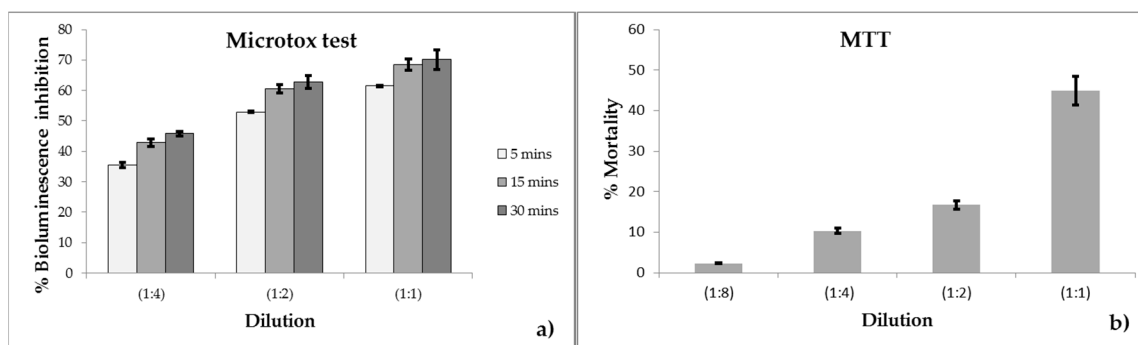 Microtox test
% Bioluminescence inhibition
80
70
60
50
40
30
20
10
0
(1:4) (1:2) (1:1)
Dilution
5 mins
15 mins
30 mins
a)
MTT
% Mortality
60
50
40
30
20
10
0
(1:8) (1:4) (1:2) (1:1)
Dilution
b)